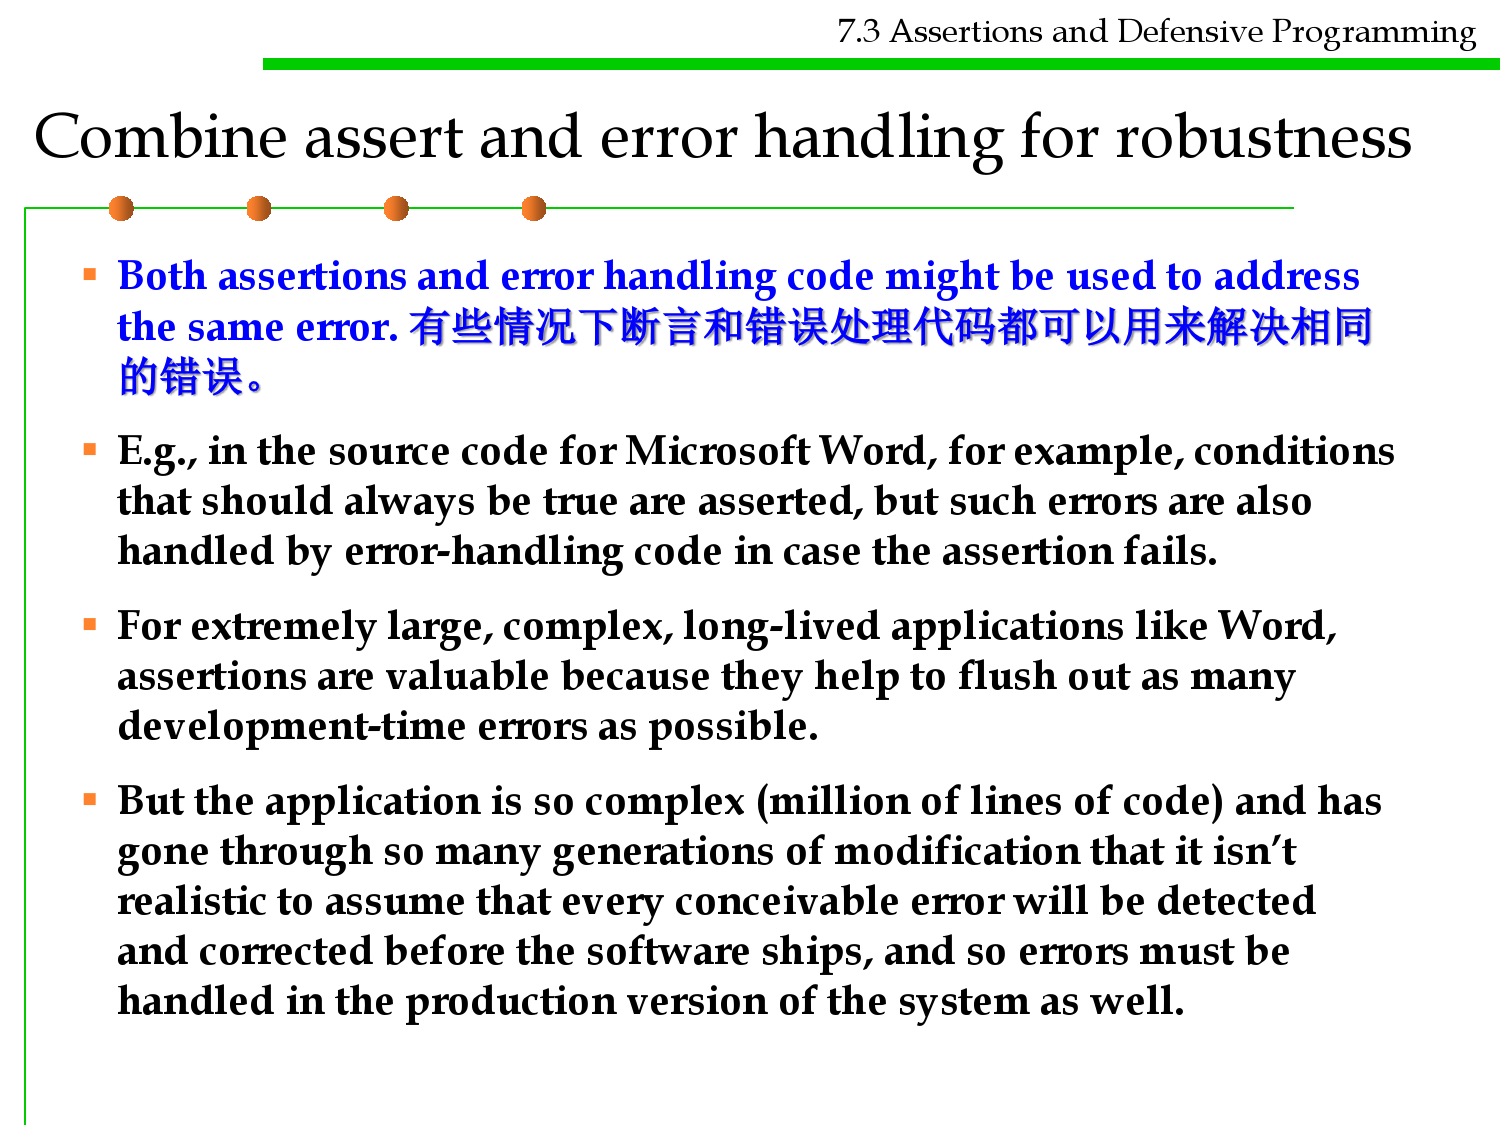 7.3 Assertions and Defensive Programming
Combine assert and error handling for robustness
▪ Both assertions and error handling code might be used to address
the same error. 有些情况下断言和错误处理代码都可以用来解决相同
的错误。
▪ E.g., in the source code for Microsoft Word, for example, conditions
that should always be true are asserted, but such errors are also
handled by error-handling code in case the assertion fails.
▪ For extremely large, complex, long-lived applications like Word,
assertions are valuable because they help to flush out as many
development-time errors as possible.
▪ But the application is so complex (million of lines of code) and has
gone through so many generations of modification that it isn’t
realistic to assume that every conceivable error will be detected
and corrected before the software ships, and so errors must be
handled in the production version of the system as well.